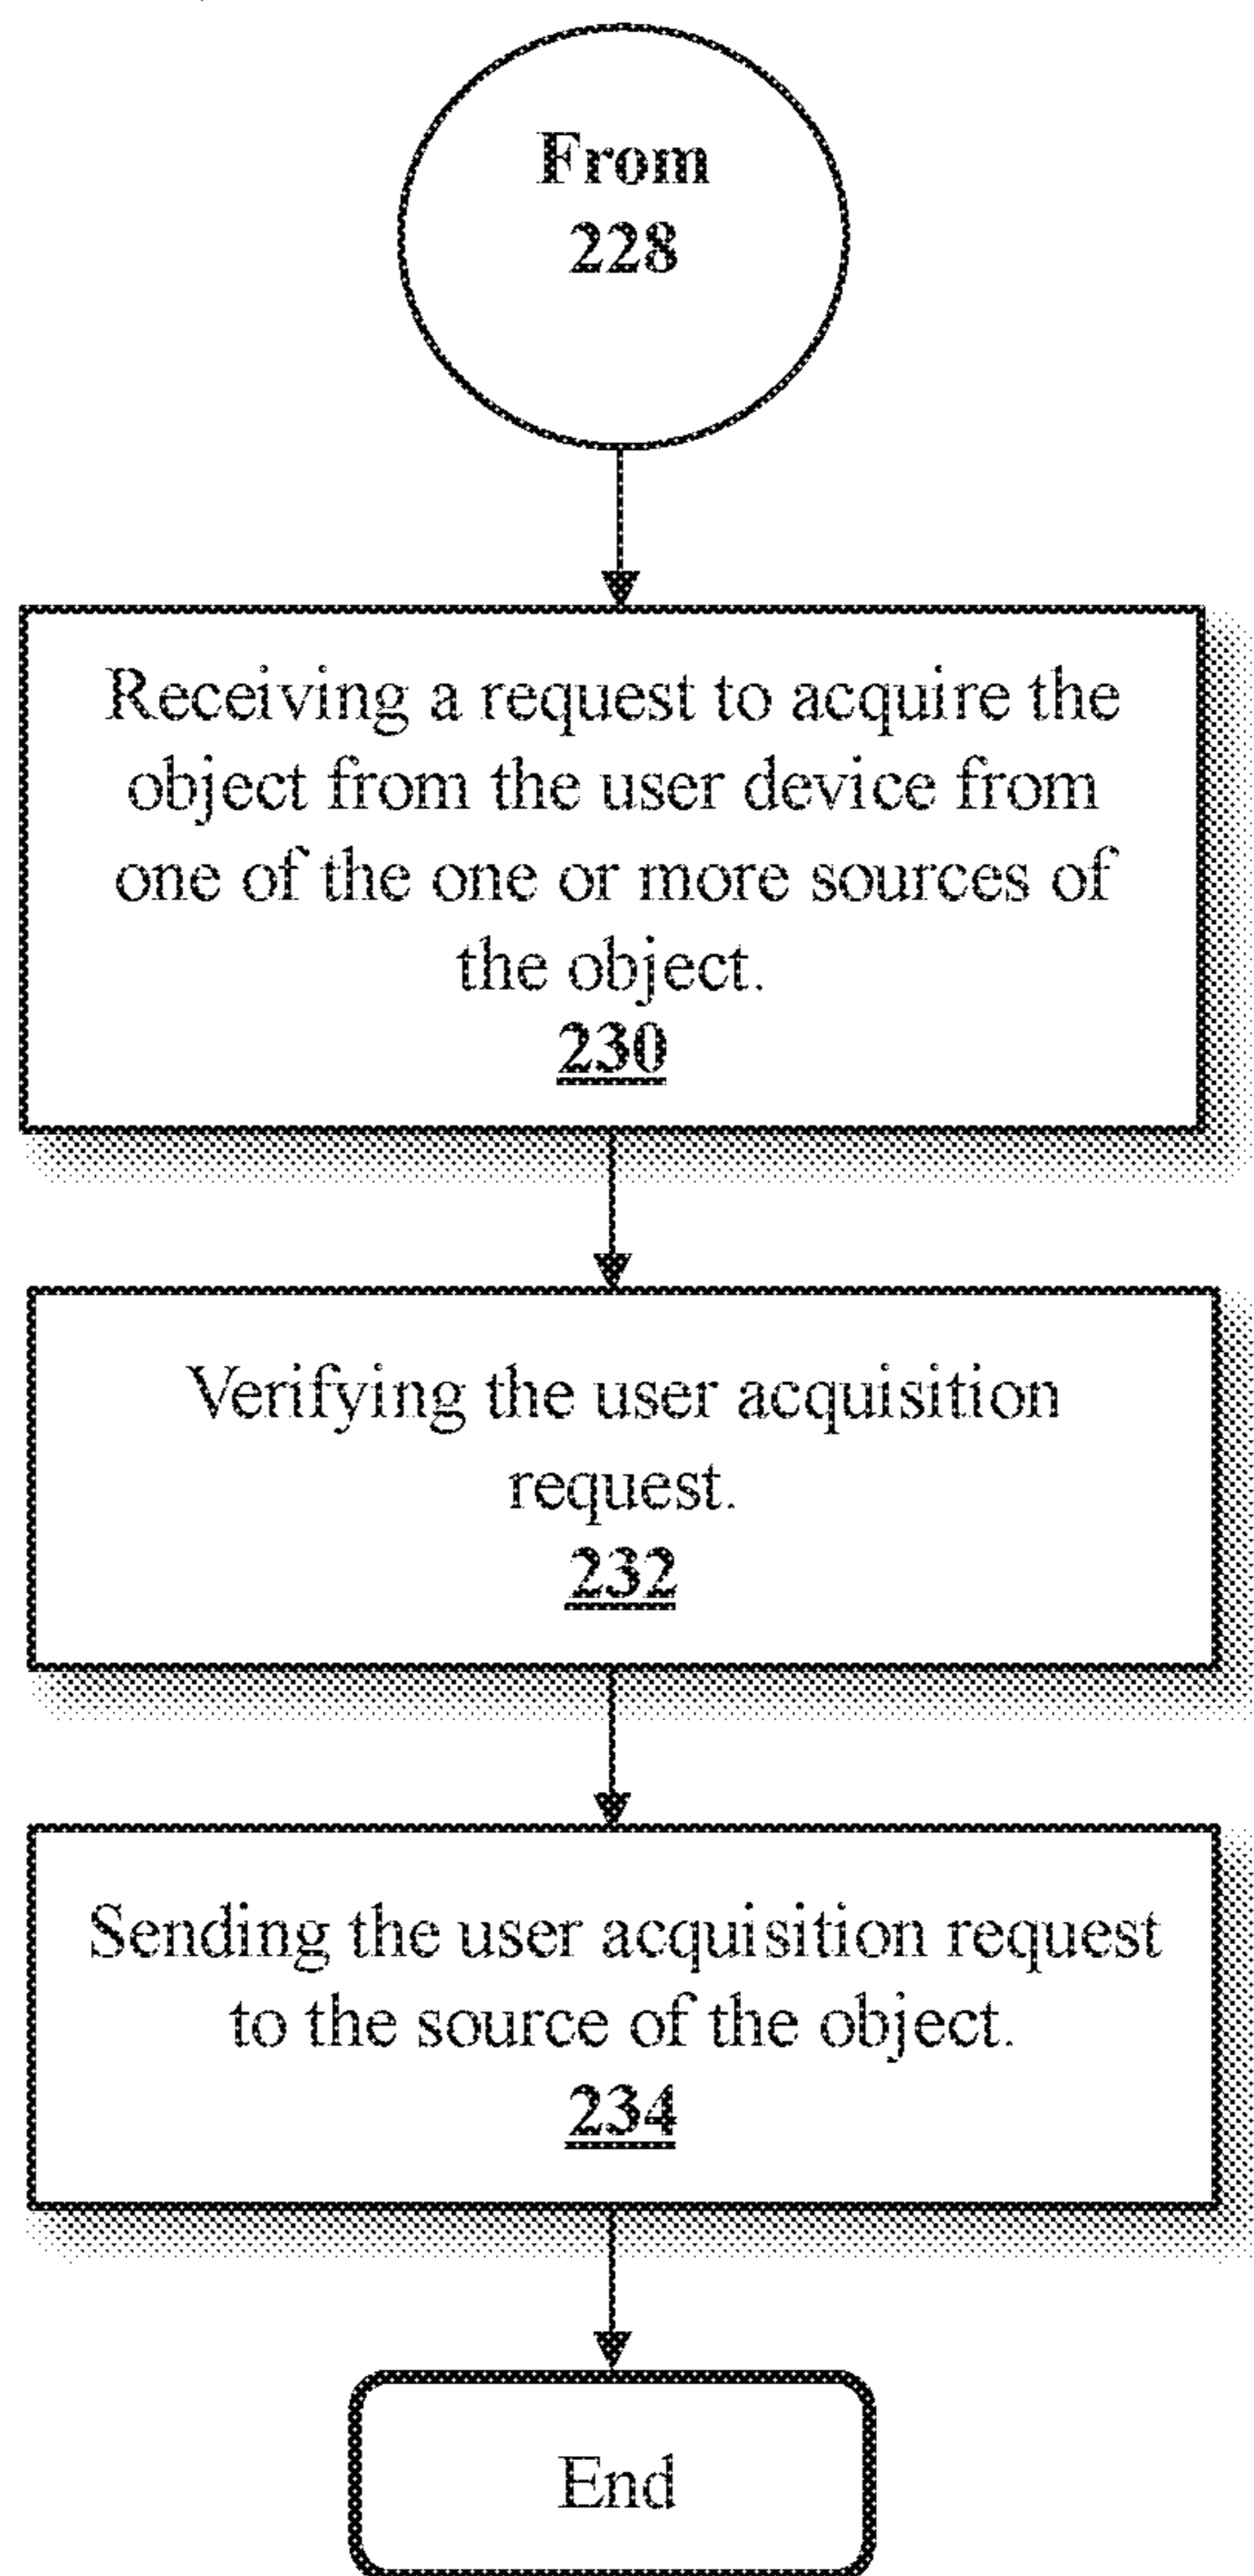 From
228
Receiving a request to acquire the
object from the user device from
one of the one or more sources of
the object.
230
Verifying the user acquisition
request.
232
Sending the user acquisition request
to the source of the object.
234
End